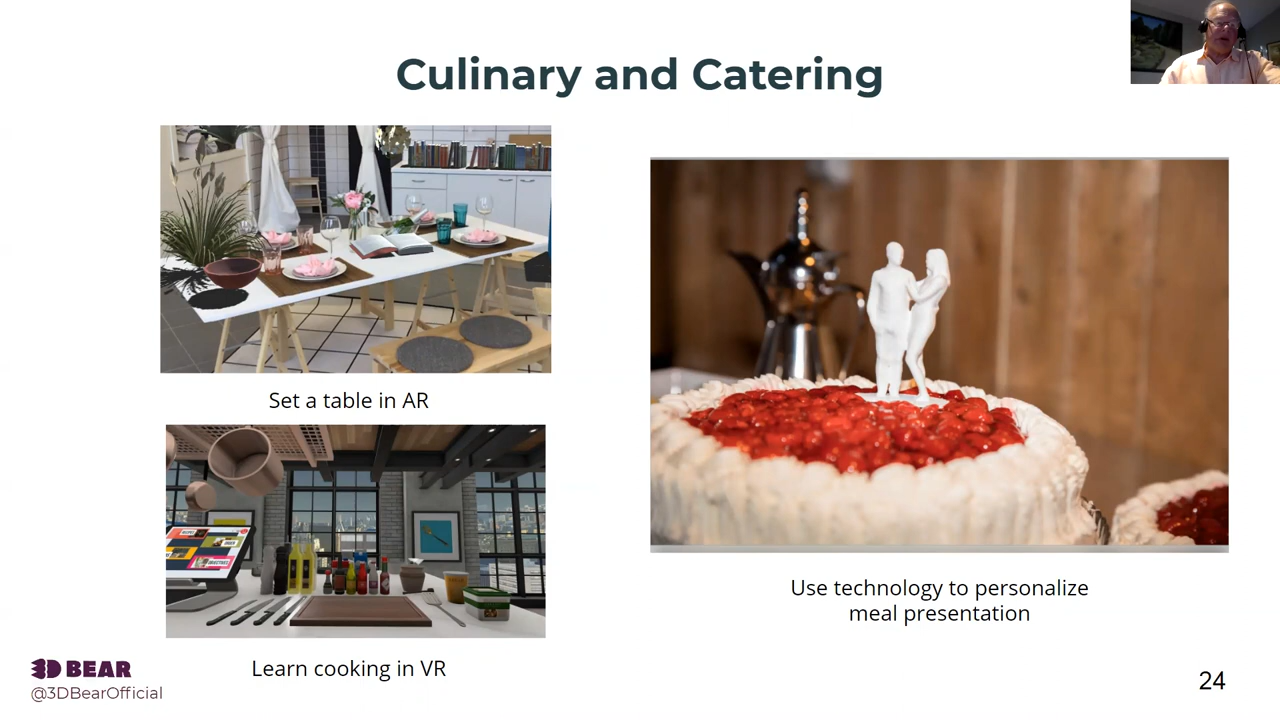 Culinary and Catering
Set a table in AR
Learn cooking in VR
Use technology to personalize
meal presentation
3D BEAR
@3DBearOfficial
24